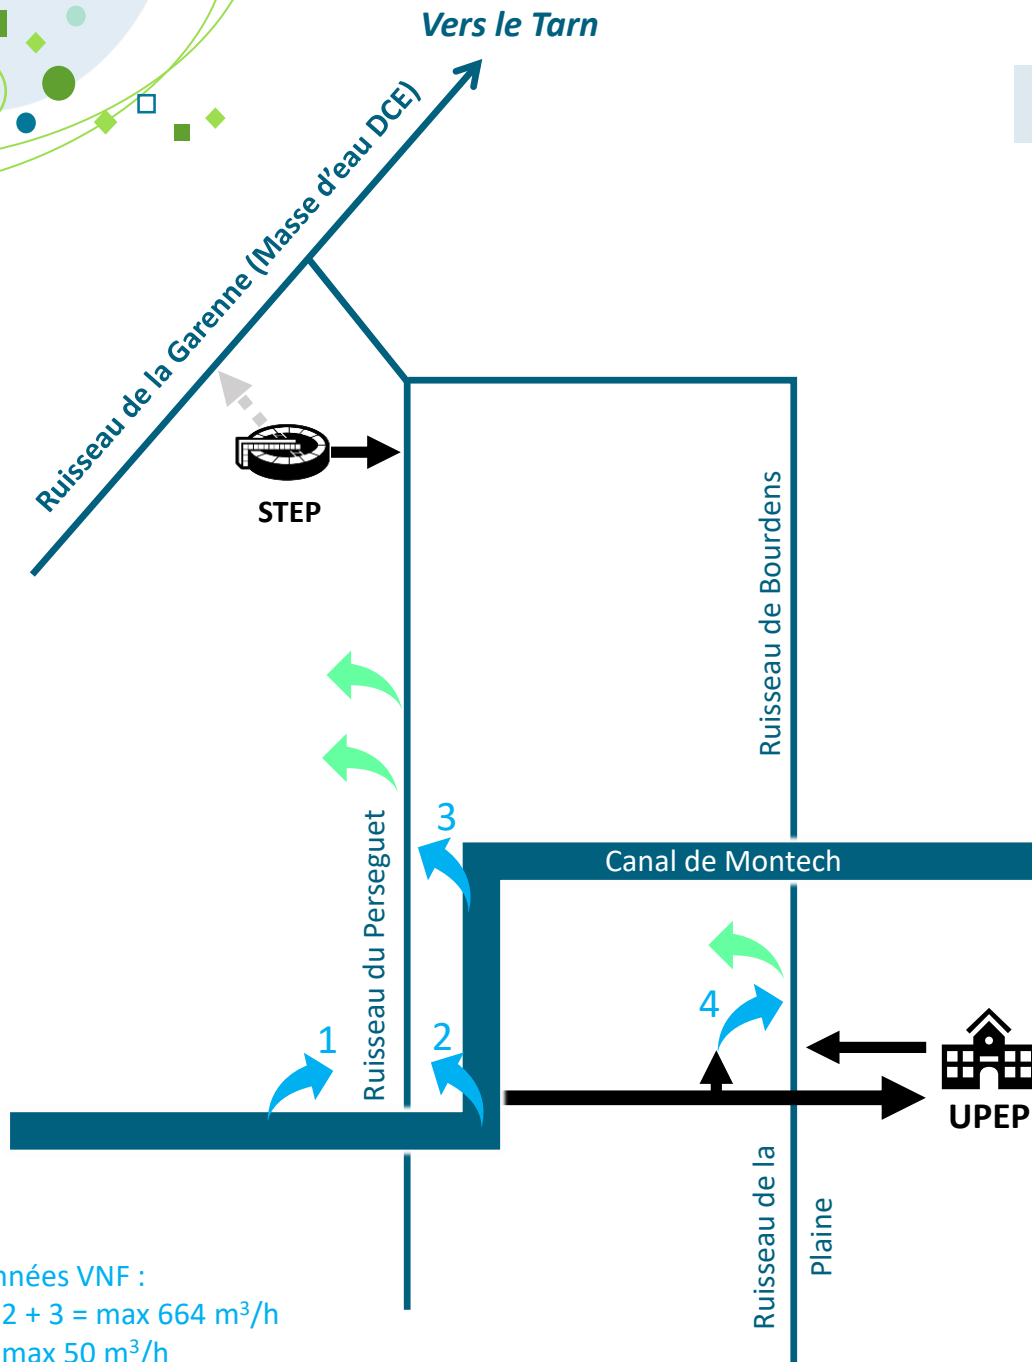 Vers le Tarn
Ruisseau de la Garenne (Masse d'eau DCE)
STEP
Ruisseau de Bourdens
3
Canal de Montech
Ruisseau du Perseguet
4
1
2
UPEP
Ruisseau de la
Plaine
nnées VNF :
2 + 3 = max 664 m³/h
max 50 m³/h